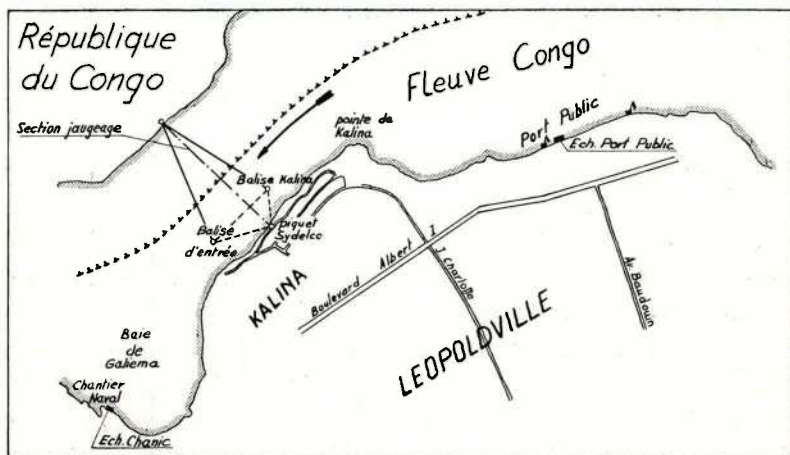 République
du Congo
Fleuve Congo
Section jaugeage
pointe de
Kalina
Port Public
Ech. Port Public
Balise Kalina
Balise
d'entrée
piquet
Sydelco
KALINA
Boulevard Albert I
Charlotte
Av. Baudouin
LEOPOLDVILLE
Baie
de
Galiema
Chantier
Naval
Ech. Chanic